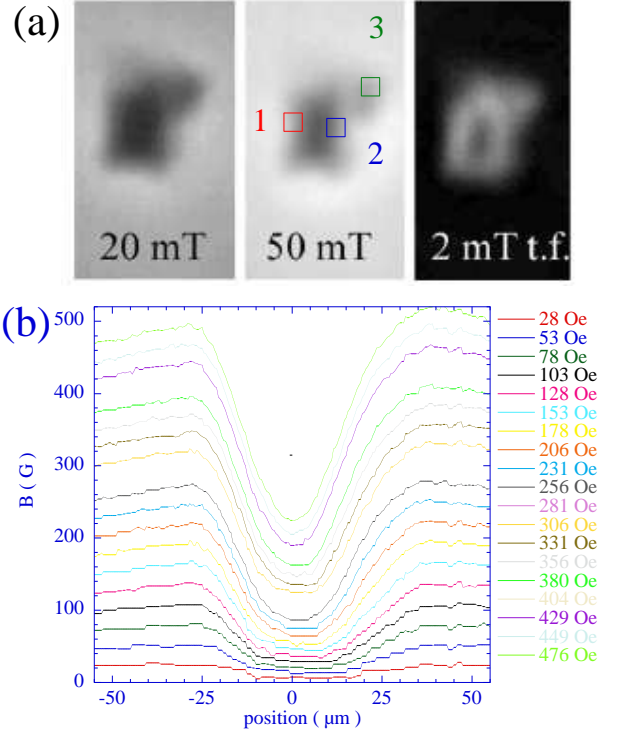 (a)
3
1
2
20 mT
50 mT
2 mT t.f.
(b)
B ( G )
500
400
300
200
100
0
-50
-25
0
25
50
position ( µm )
28 Oe
53 Oe
78 Oe
103 Oe
128 Oe
153 Oe
178 Oe
206 Oe
231 Oe
256 Oe
281 Oe
306 Oe
331 Oe
356 Oe
380 Oe
404 Oe
429 Oe
449 Oe
476 Oe